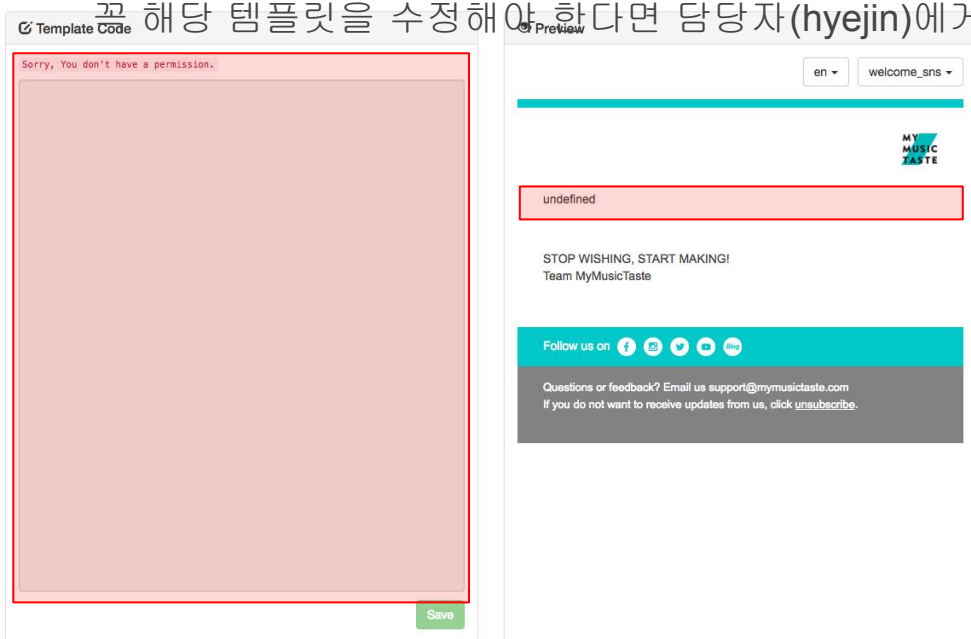 꼭 해당 템플릿을 수정해야 한다면 담당자(hyejin)에게
Template Code
Preview
Sorry, You don't have a permission.
en
welcome_sns
MY
MUSIC
TASTE
undefined
STOP WISHING, START MAKING!
Team MyMusicTaste
Follow us on
Blog
Questions or feedback? Email us support@mymusictaste.com
If you do not want to receive updates from us, click unsubscribe.
Save